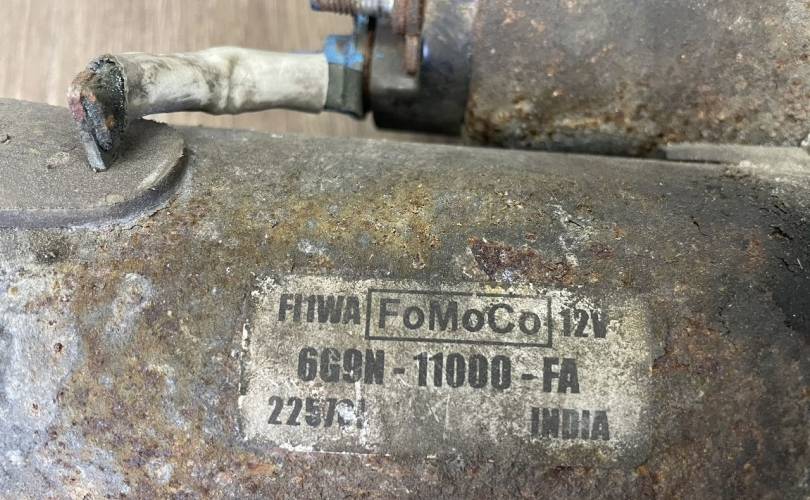 FI1WA FoMoCo 12V
6G9N - 11000 - FA
INDIA